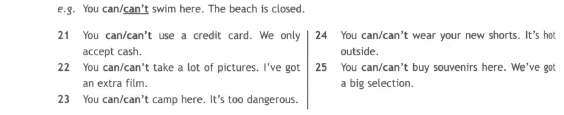 e.g. You can/can't swim here. The beach is closed.
21 You can/can't use a credit card. We only
accept cash.
22 You can/can't take a lot of pictures. I've got
an extra film.
23 You can/can't camp here. It's too dangerous.
24 You can/can't wear your new shorts. It's hot
outside.
25 You can/can't buy souvenirs here. We've got
a big selection.